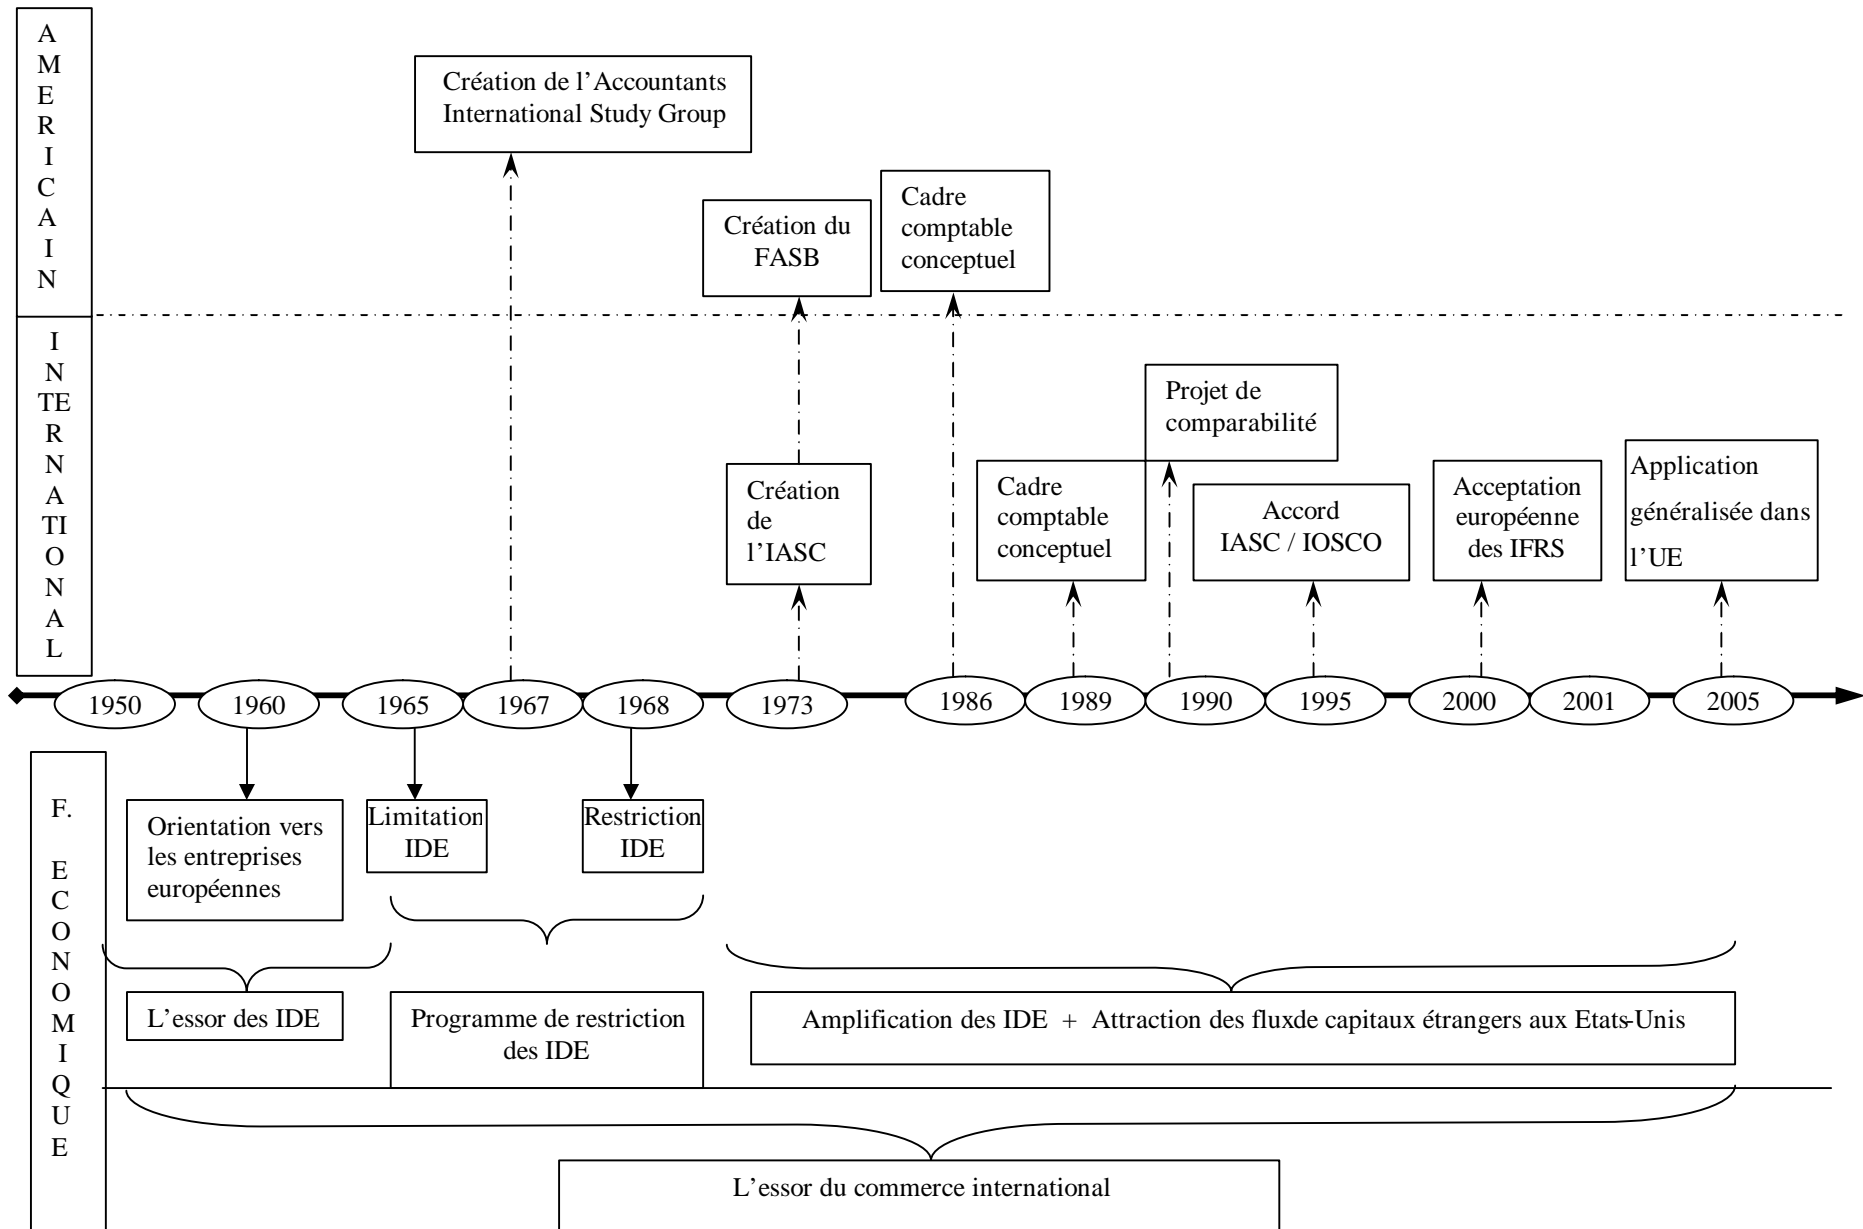 A
M
E
R
I
C
A
I
N
Création de l’Accountants
International Study Group
Création du
FASB
Cadre
comptable
conceptuel
I
N
TE
R
N
A
TI
O
N
A
L
Projet de
comparabilité
Création
de
l’IASC
Cadre
comptable
conceptuel
Accord
IASC / IOSCO
Acceptation
européenne
des IFRS
Application
généralisée dans
l’UE
1950 1960 1965 1967 1968 1973 1986 1989 1990 1995 2000 2001 2005
F.
E
C
O
N
O
M
I
Q
U
E
Orientation vers
les entreprises
européennes
Limitation
IDE
Restriction
IDE
L’essor des IDE
Programme de restriction
des IDE
Amplification des IDE + Attraction des fluxde capitaux étrangers aux Etats-Unis
L’essor du commerce international